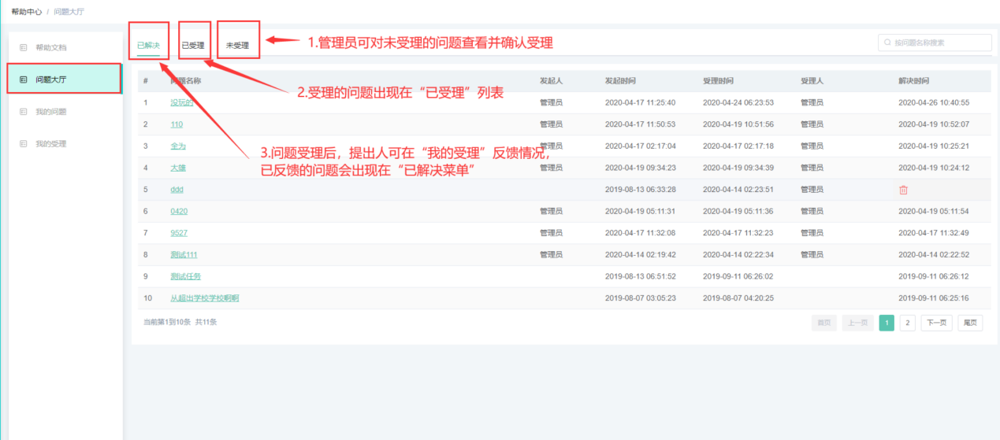 帮助中心 / 问题大厅
帮助文档
问题大厅
我的问题
我的受理
已解决 已受理 未受理
1.管理员可对未受理的问题查看并确认受理
按问题名称搜索
# 问题名称 发起人 发起时间 受理时间 受理人 解决时间
2.受理的问题出现在“已受理”列表
1 没玩的 管理员 2020-04-17 11:25:40 2020-04-24 06:23:53 管理员 2020-04-26 10:40:55
2 110 管理员 2020-04-17 11:50:53 2020-04-19 10:51:56 管理员 2020-04-19 10:52:07
3 全为 管理员 2020-04-17 02:17:04 2020-04-17 02:17:18 管理员 2020-04-19 10:25:21
3.问题受理后，提出人可在“我的受理”反馈情况，
已反馈的问题会出现在“已解决菜单”
4 大雄 管理员 2020-04-19 09:34:23 2020-04-19 09:34:39 管理员 2020-04-19 10:24:12
5 ddd 2019-08-13 06:33:28 2020-04-14 02:23:51 管理员
6 0420 管理员 2020-04-19 05:11:31 2020-04-19 05:11:36 管理员 2020-04-19 05:11:54
7 9527 管理员 2020-04-17 11:32:08 2020-04-17 11:32:23 管理员 2020-04-17 11:32:49
8 测试111 管理员 2020-04-14 02:19:42 2020-04-14 02:22:34 管理员 2020-04-14 02:22:52
9 测试任务 2019-08-13 06:51:52 2019-09-11 06:26:02 2019-09-11 06:26:12
10 从超出学校学校啊啊 2019-08-07 03:05:23 2019-08-07 04:20:25 2019-09-11 06:25:16
当前第1到10条 共11条
首页 上一页 1 2 下一页 尾页